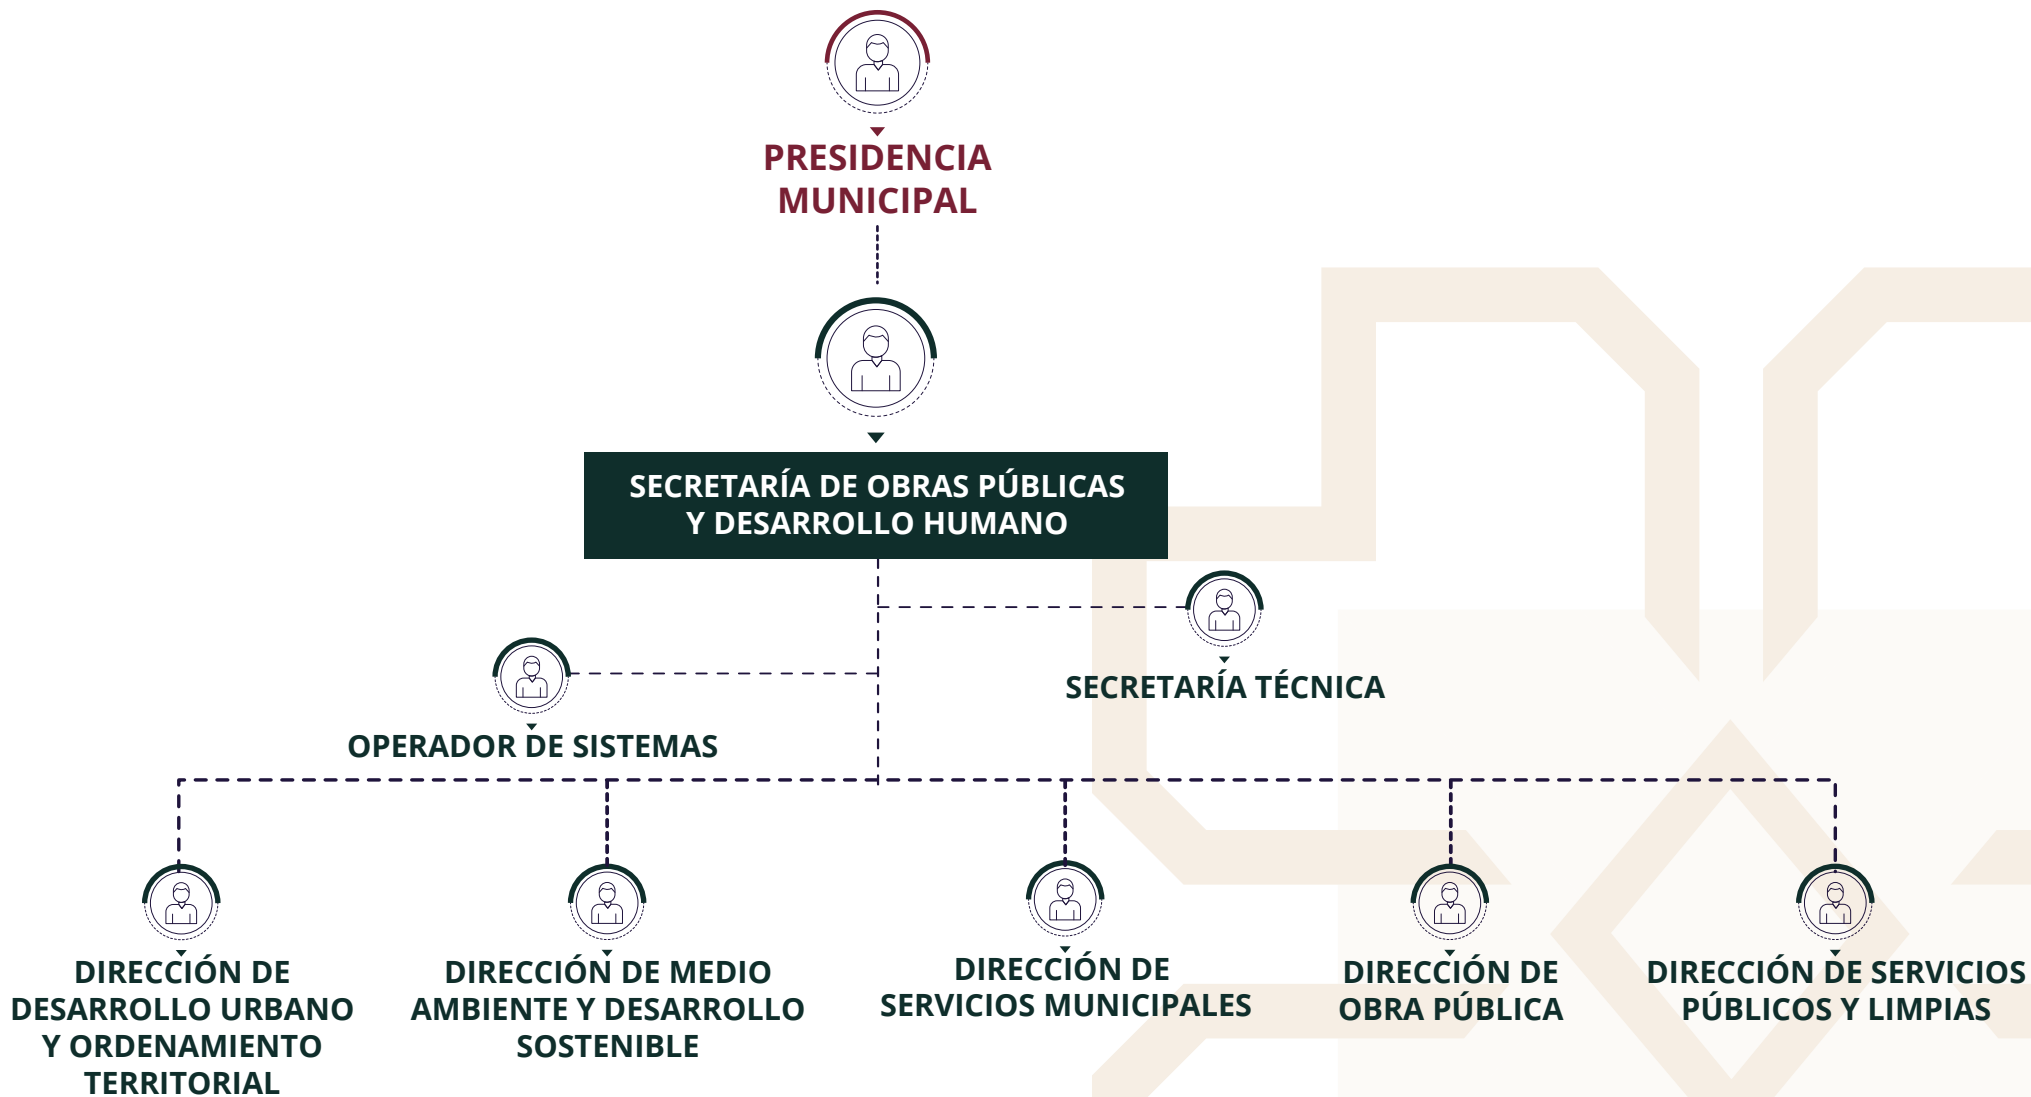 PRESIDENCIA
MUNICIPAL
SECRETARÍA DE OBRAS PÚBLICAS
Y DESARROLLO HUMANO
SECRETARÍA TÉCNICA
OPERADOR DE SISTEMAS
DIRECCIÓN DE
DESARROLLO URBANO
Y ORDENAMIENTO
TERRITORIAL
DIRECCIÓN DE MEDIO
AMBIENTE Y DESARROLLO
SOSTENIBLE
DIRECCIÓN DE
SERVICIOS MUNICIPALES
DIRECCIÓN DE
OBRA PÚBLICA
DIRECCIÓN DE SERVICIOS
PÚBLICOS Y LIMPIAS